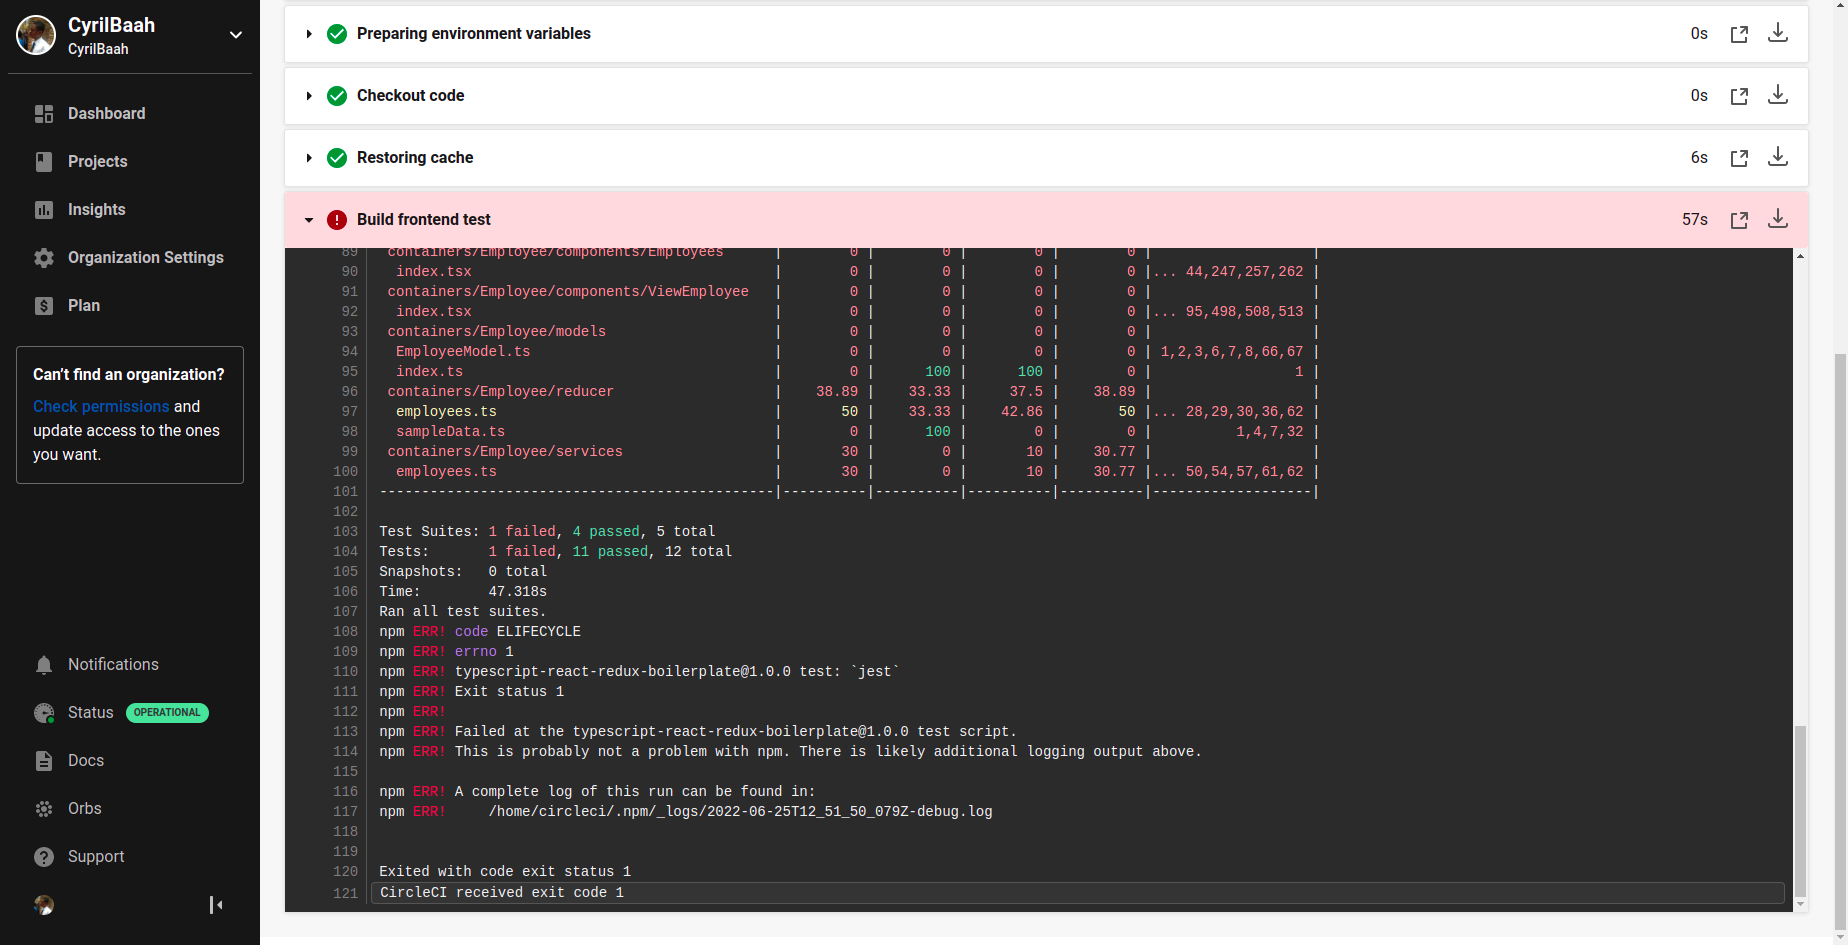 CyrilBaah
CyrilBaah
Dashboard
Projects
Insights
Organization Settings
Plan
Can't find an organization?
Check permissions and
update access to the ones
you want.
Notifications
Status OPERATIONAL
Docs
Orbs
Support
Preparing environment variables 0s
Checkout code 0s
Restoring cache 6s
Build frontend test 57s
89 containers/Employee/components/Employees | 0 | 0 | 0 | 0 | |
90 index.tsx | 0 | 0 | 0 | 0 |... 44,247,257,262 |
91 containers/Employee/components/ViewEmployee | 0 | 0 | 0 | 0 | |
92 index.tsx | 0 | 0 | 0 | 0 |... 95,498,508,513 |
93 containers/Employee/models | 0 | 0 | 0 | 0 | |
94 EmployeeModel.ts | 0 | 0 | 0 | 0 | 1,2,3,6,7,8,66,67 |
95 index.ts | 0 | 100 | 100 | 0 | 1 |
96 containers/Employee/reducer | 38.89 | 33.33 | 37.5 | 38.89 | |
97 employees.ts | 50 | 33.33 | 42.86 | 50 |... 28,29,30,36,62 |
98 sampleData.ts | 0 | 100 | 0 | 0 | 1,4,7,32 |
99 containers/Employee/services | 30 | 0 | 10 | 30.77 | |
100 employees.ts | 30 | 0 | 10 | 30.77 |... 50,54,57,61,62 |
101 -----------------------------------------------|----------|----------|----------|----------|-------------------|
102
103 Test Suites: 1 failed, 4 passed, 5 total
104 Tests: 1 failed, 11 passed, 12 total
105 Snapshots: 0 total
106 Time: 47.318s
107 Ran all test suites.
108 npm ERR! code ELIFECYCLE
109 npm ERR! errno 1
110 npm ERR! typescript-react-redux-boilerplate@1.0.0 test: `jest`
111 npm ERR! Exit status 1
112 npm ERR!
113 npm ERR! Failed at the typescript-react-redux-boilerplate@1.0.0 test script.
114 npm ERR! This is probably not a problem with npm. There is likely additional logging output above.
115
116 npm ERR! A complete log of this run can be found in:
117 npm ERR! /home/circleci/.npm/_logs/2022-06-25T12_51_50_079Z-debug.log
118
119
120 Exited with code exit status 1
121 CircleCI received exit code 1